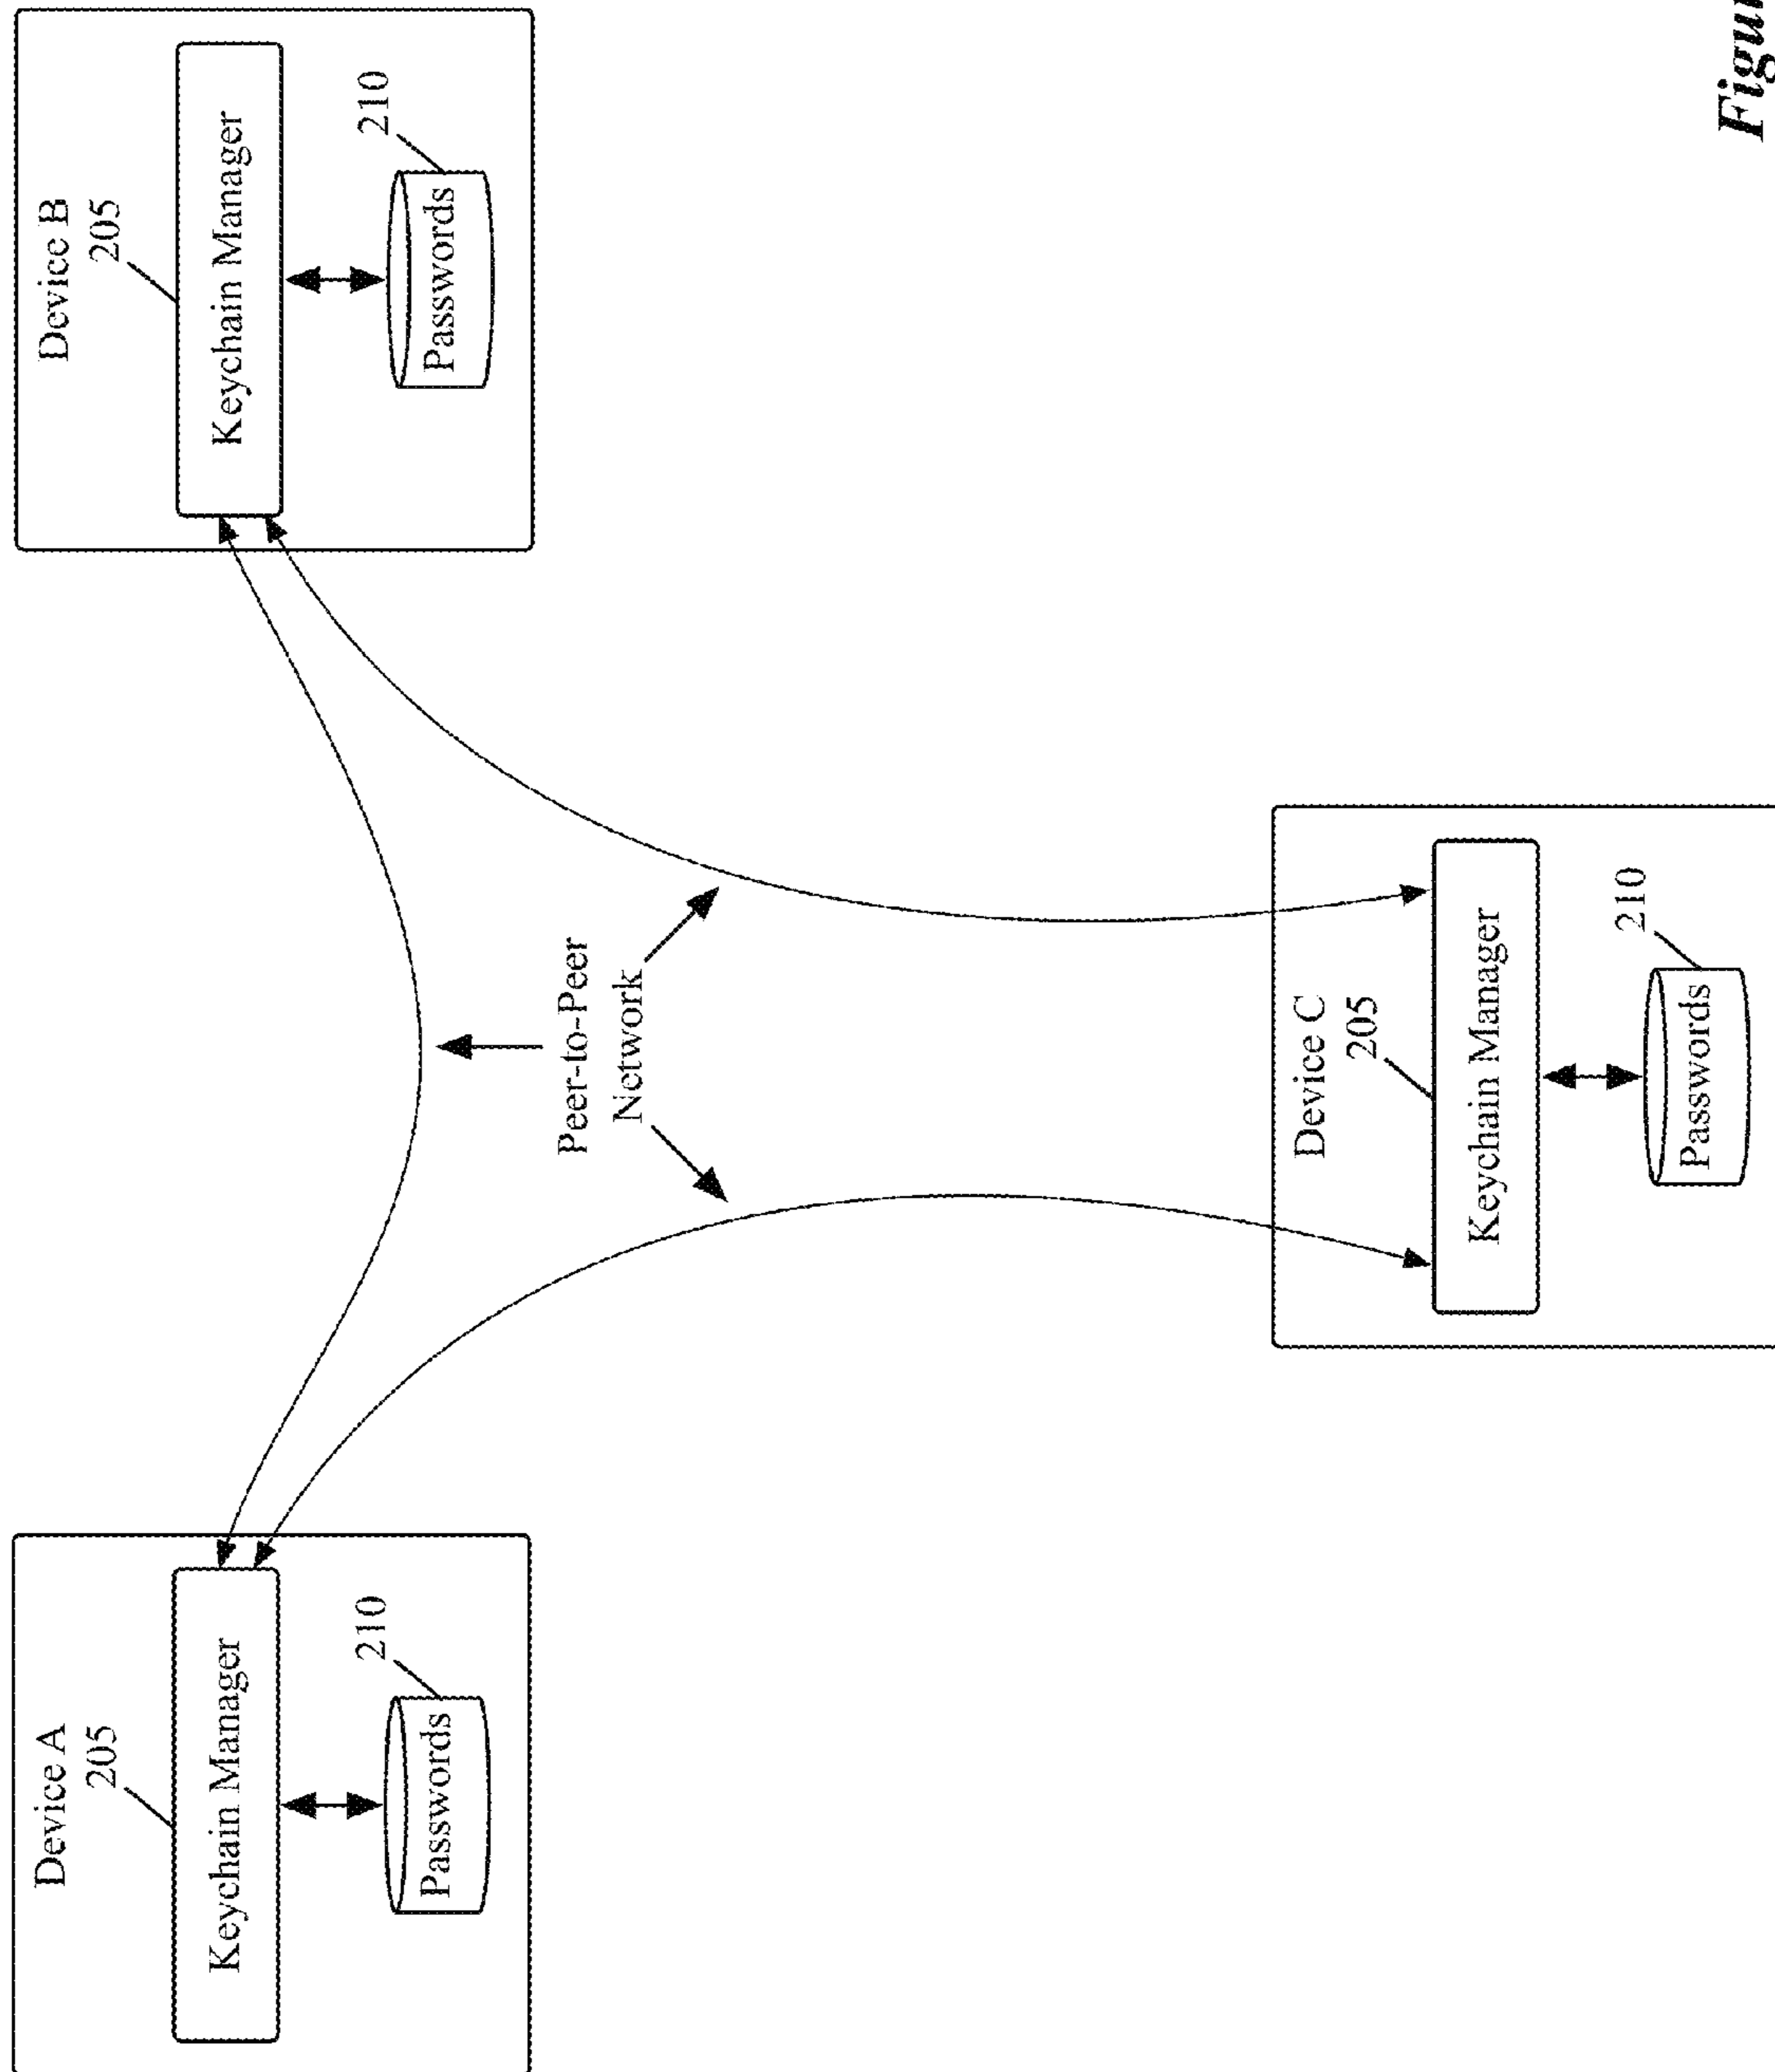 Device A
205
Keychain Manager
210
Passwords
Device B
205
Keychain Manager
210
Passwords
Peer-to-Peer
Network
Device C
205
Keychain Manager
210
Passwords